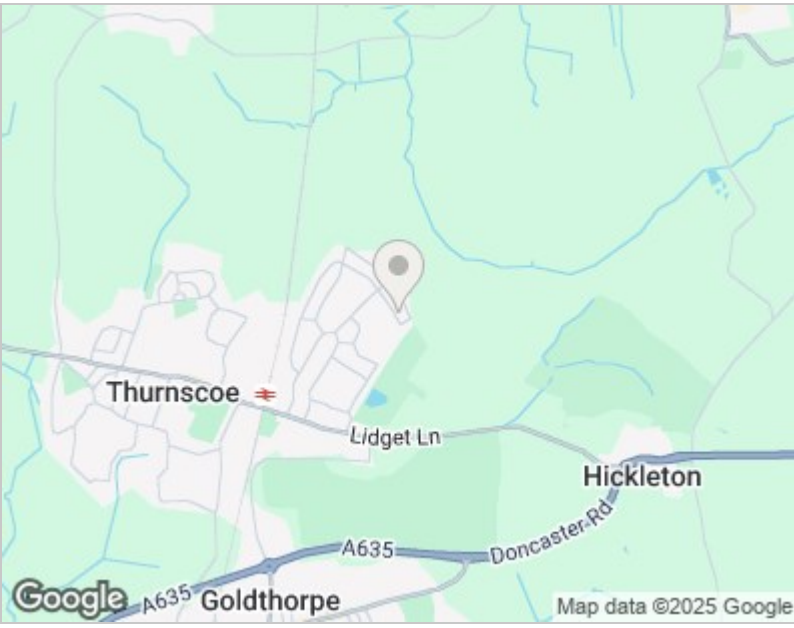 Thurnscoe
Lidget Ln
Hickleton
Doncaster Rd
A635
A635
Goldthorpe
Google
Map data ©2025 Google